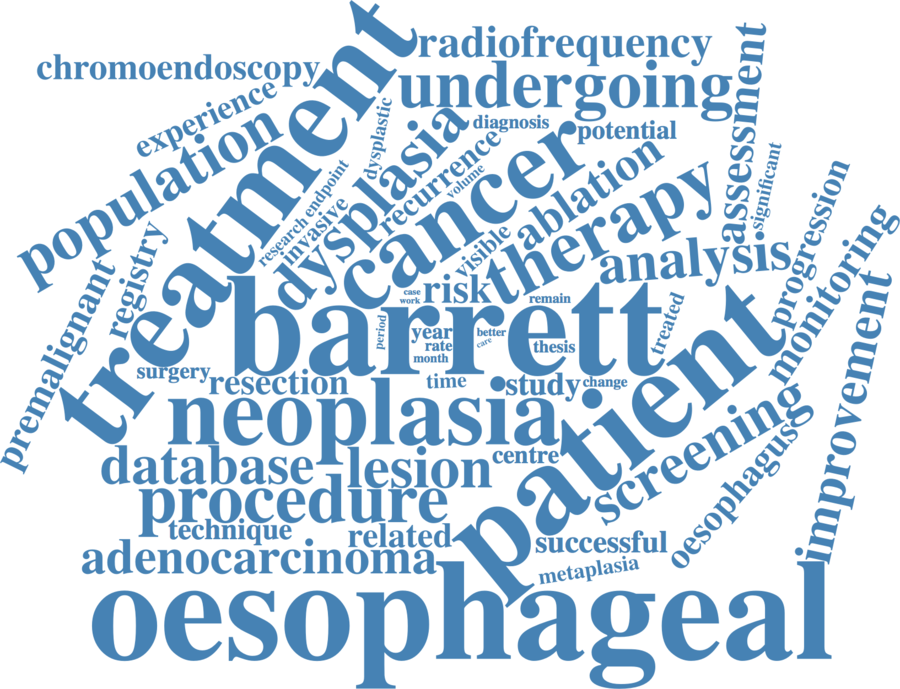 treatment
radiofrequency
chromoendoscopy
undergoing
experience
population
dysplastic
diagnosis
potential
assessment
significant
dysplasia
recurrence
volume
cancer
ablation
therapy
research endpoint
invasive
visible
analysis
progression
monitoring
registry
premalignant
barrett
risk
case
work
remain
period
year
rate
month
better
care
thesis
treated
patient
improvement
surgery
resection
time
study
change
neoplasia
screening
database
lesion
centre
procedure
oesophagus
technique
related
successful
adenocarcinoma
metaplasia
oesophageal